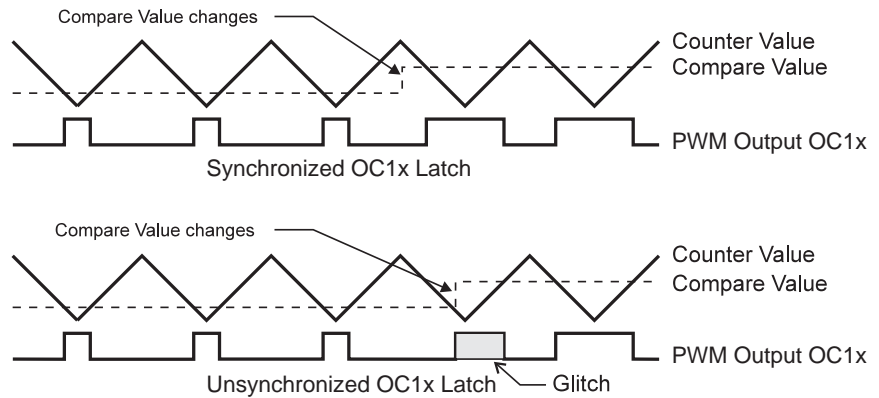 Compare Value changes
Counter Value
Compare Value
PWM Output OC1x
Synchronized OC1x Latch
Compare Value changes
Counter Value
Compare Value
PWM Output OC1x
Unsynchronized OC1x Latch
Glitch